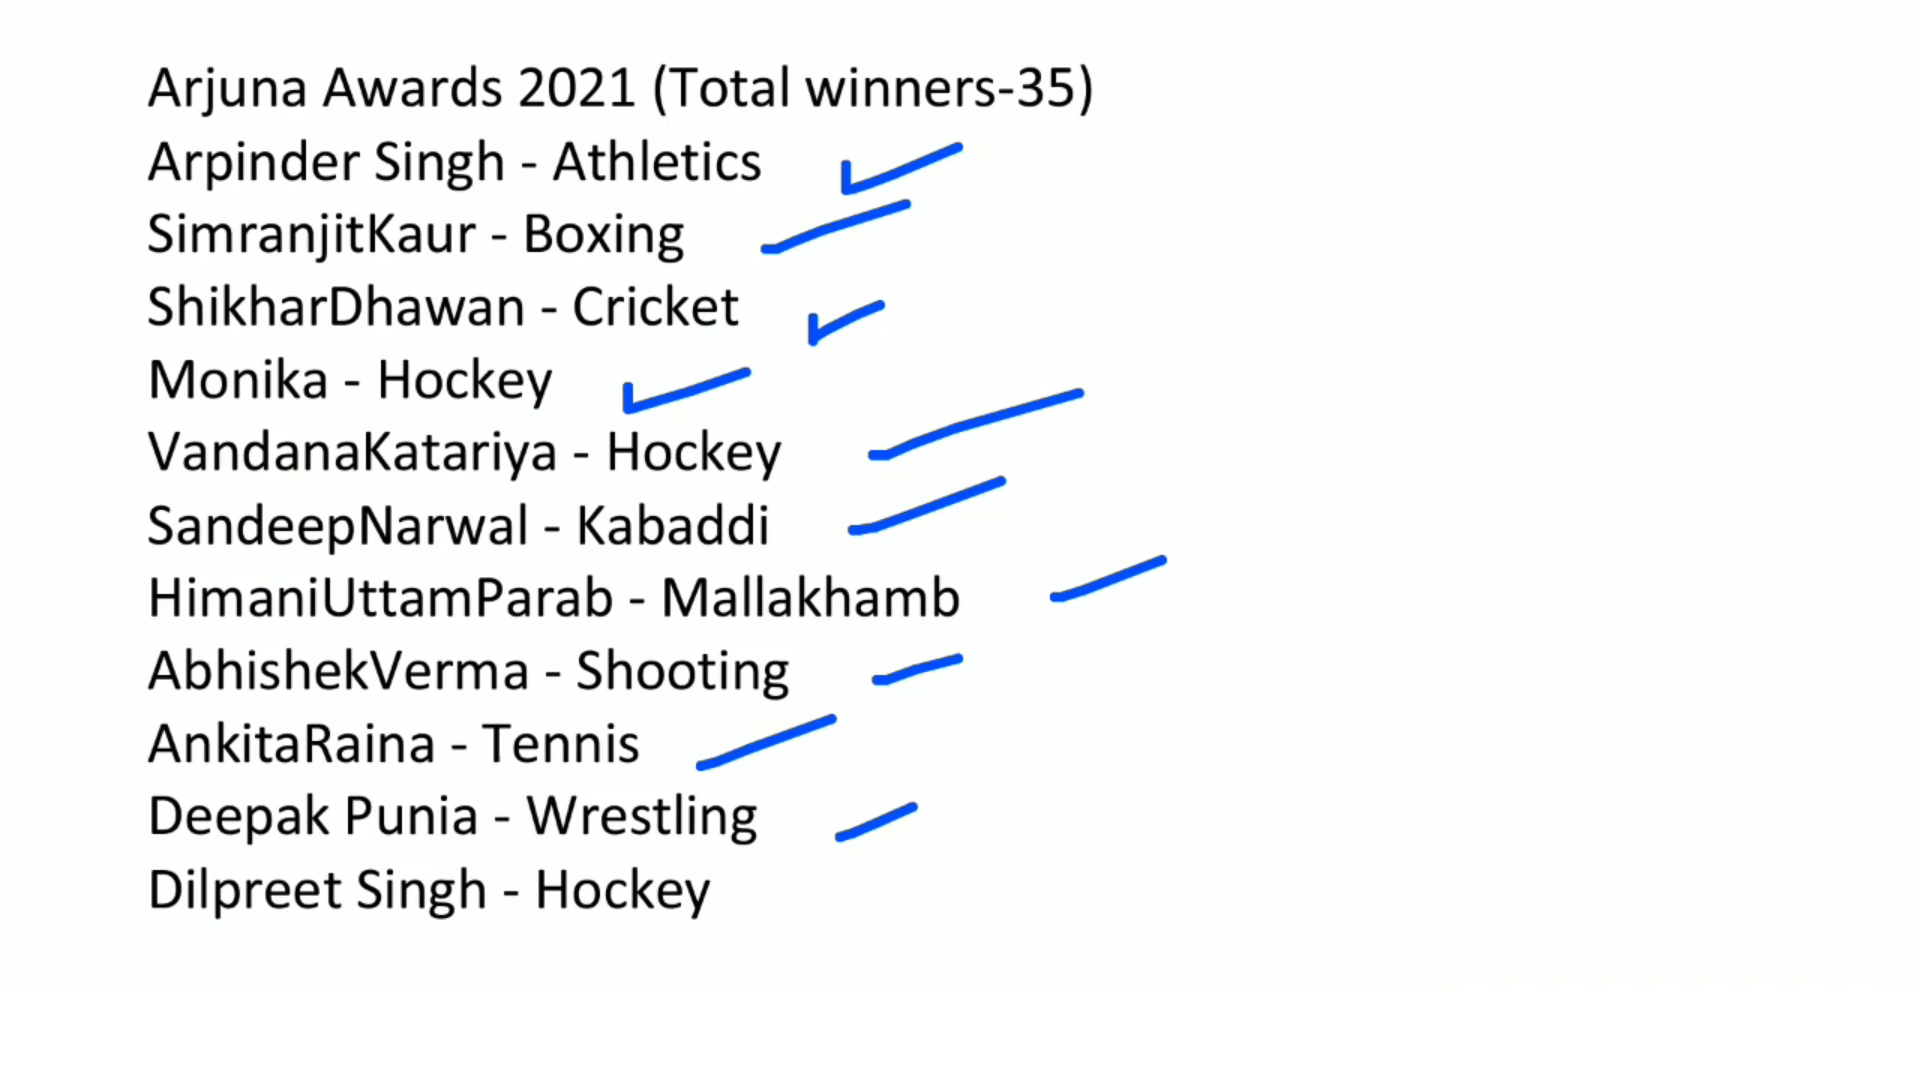 Arjuna Awards 2021 (Total winners-35)
Arpinder Singh - Athletics
SimranjitKaur - Boxing
ShikharDhawan - Cricket
Monika - Hockey
VandanaKatariya - Hockey
SandeepNarwal - Kabaddi
HimaniUttamParab - Mallakhamb
AbhishekVerma - Shooting
AnkitaRaina - Tennis
Deepak Punia - Wrestling
Dilpreet Singh - Hockey